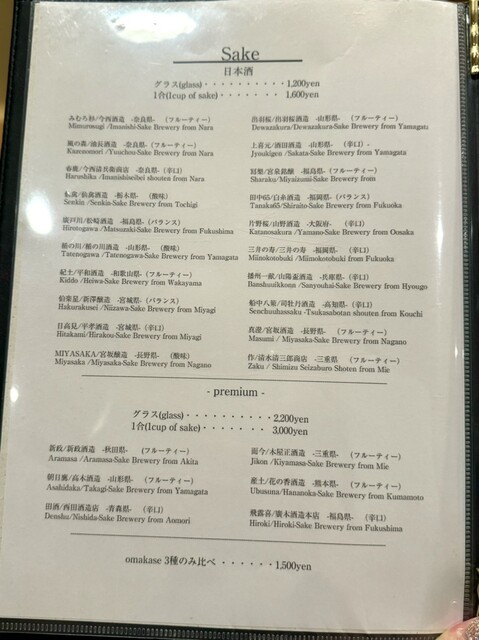 Sake
日本酒
グラス(glass)・・・・・・・・・・1,200yen
1合(1cup of sake)・・・・・・・1,600yen
みむろ杉/今西酒造 -奈良県- (フルーティー)
Mimurosugi /Imanishi-Sake Brewery from Nara
風の森/油長酒造 -奈良県- (フルーティー)
Kazenomori /Yuuchou-Sake Brewery from Nara
春鹿/今西清兵衛商店 -奈良県- (辛口)
Harushika /Imanishiseibei shouten from Nara
仙禽/仙禽酒造 -栃木県- (酸味)
Senkin /Senkin-Sake Brewery from Tochigi
廣戸川/松崎酒造 -福島県- (バランス)
Hirotogawa /Matsuzaki-Sake Brewery from Fukushima
楯の川/楯の川酒造 -山形県- (酸味)
Tatenogawa /Tatenogawa-Sake Brewery from Yamagata
紀土/平和酒造 -和歌山県- (フルーティー)
Kiddo /Heiwa-Sake Brewery from Wakayama
伯楽星/新澤醸造 -宮城県- (バランス)
Hakurakusei /Niizawa-Sake Brewery from Miyagi
日高見/平孝酒造 -宮城県- (辛口)
Hitakami/Hirakou-Sake Brewery from Miyagi
MIYASAKA/宮坂醸造 -長野県- (酸味)
Miyasaka /Miyasaka-Sake Brewery from Nagano
出羽桜/出羽桜酒造 -山形県- (フルーティー)
Dewazakura/Dewazakura-Sake Brewery from Yamagata
上喜元/酒田酒造 -山形県- (辛口) -
Jyoukigen /Sakata-Sake Brewery from Yamagata
冠樂/宮泉醸造 -福島県- (フルーティー)
Sharaku/Miyaizumi-Sake Brewery from
田中65/白糸酒造 -福岡県- (バランス)
Tanaka65/Shiraito-Sake Brewery from Fukuoka
片野桜/山野酒造 -大阪府- (辛口)
Katanosakura /Yamano-Sake Brewery from Oosaka
三井の寿/三井の寿 -福岡県- (辛口)
Miinokotobuki /Miinokotobuki from Fukuoka
播州一献/山陽盃酒造 -兵庫県- (辛口)
Banshuuikkonn /Sanyouhai-Sake Brewery from Hyougo
船中八策/司牡丹酒造 -高知県- (辛口)
Senchuuhassaku -Tsukasabotan shouten from Kouchi
真澄/宮坂酒造 -長野県- (フルーティー)
Masumi / Miyasaka-Sake Brewery from Nagano
作/清水清三郎商店 -三重県 (フルーティー)
Zaku / Shimizu Seizaburo Shoten from Mie
- premium -
グラス(glass)・・・・・・・・・・2,200yen
1合(1cup of sake)・・・・・・・3,000yen
新政/新政酒造 -秋田県- (フルーティー)
Aramasa /Aramasa-Sake Brewery from Akita
朝日鷹/高木酒造 -山形県- (フルーティー)
Asahidaka/Takagi-Sake Brewery from Yamagata
田酒/西田酒造店 -青森県- (辛口)
Denshu/Nishida-Sake Brewery from Aomori
而今/木屋正酒造 -三重県- (フルーティー)
Jikon /Kiyamasa-Sake Brewery from Mie
産土/花の香酒造 -熊本県- (フルーティー)
Ubusuna/Hananoka-Sake Brewery from Kumamoto
飛露喜/廣木酒造本店 -福島県- (辛口)
Hiroki/Hiroki-Sake Brewery from Fukushima
omakase 3種のみ比べ ・・・・・・1,500yen